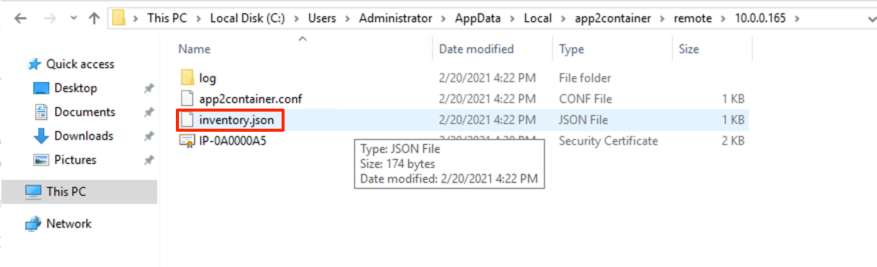 This PC > Local Disk (C:) > Users > Administrator > AppData > Local > app2container > remote > 10.0.0.165 >
Name Date modified Type Size
Quick access
Desktop
Documents
Downloads
Pictures
This PC
Network
log 2/20/2021 4:22 PM File folder
app2container.conf 2/20/2021 4:22 PM CONF File 1 KB
inventory.json 2/20/2021 4:22 PM JSON File 1 KB
IP-0A0000A5 Security Certificate 2 KB
Type: JSON File
Size: 174 bytes
Date modified: 2/20/2021 4:22 PM